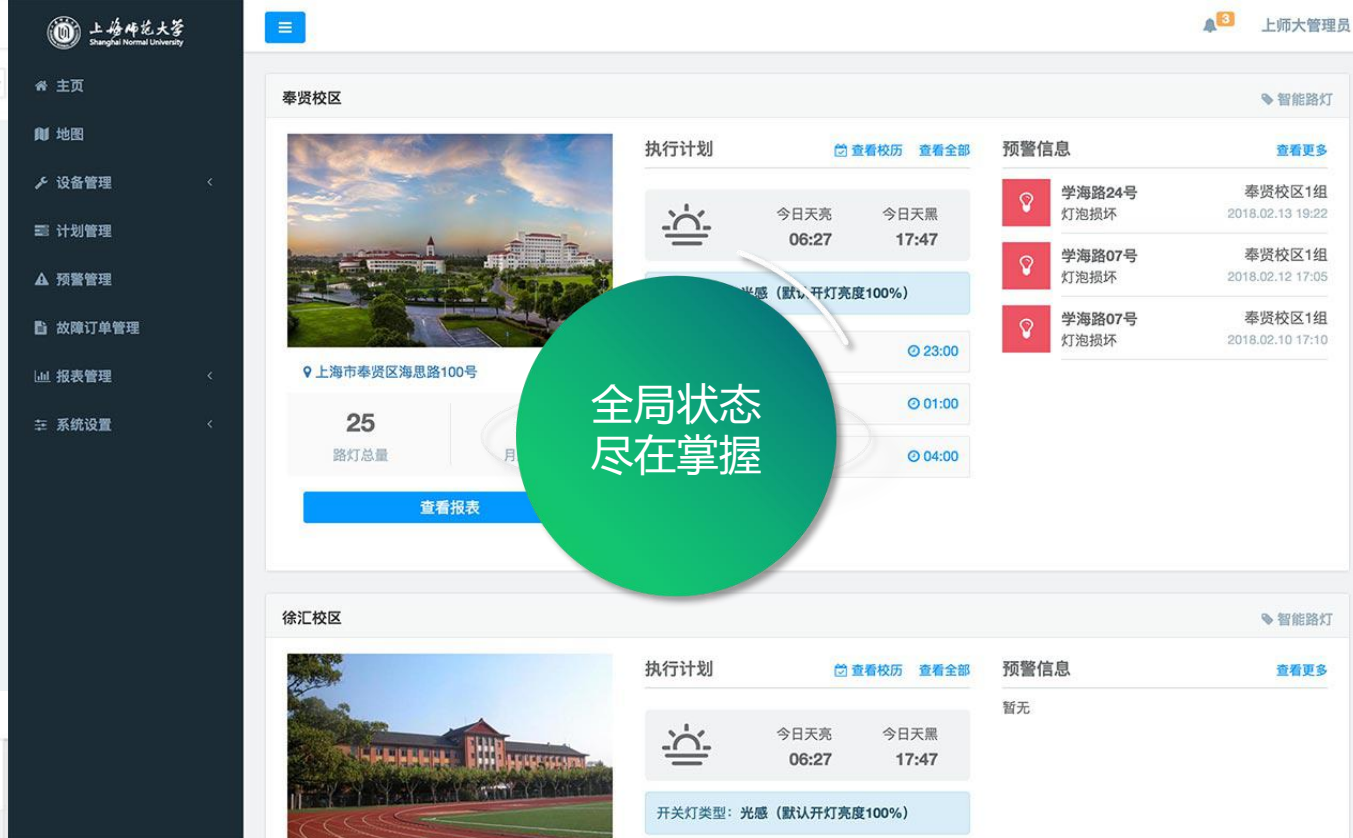 上海师范大学
Shanghai Normal University
3
上师大管理员
主页
地图
设备管理
计划管理
预警管理
故障订单管理
报表管理
系统设置
奉贤校区
智能路灯
上海市奉贤区海思路100号
25
路灯总量
月
查看报表
执行计划
查看校历
查看全部
今日天亮
06:27
今日天黑
17:47
光感（默认开灯亮度100%）
23:00
01:00
04:00
预警信息
查看更多
学海路24号
灯泡损坏
奉贤校区1组
2018.02.13 19:22
学海路07号
灯泡损坏
奉贤校区1组
2018.02.12 17:05
学海路07号
灯泡损坏
奉贤校区1组
2018.02.10 17:10
全局状态
尽在掌握
徐汇校区
智能路灯
执行计划
查看校历
查看全部
今日天亮
06:27
今日天黑
17:47
开关灯类型：光感（默认开灯亮度100%）
预警信息
查看更多
暂无